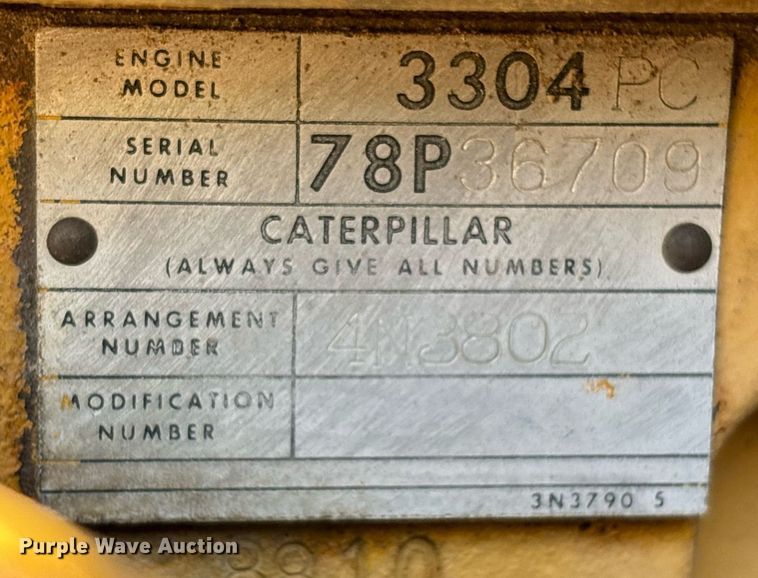 ENGINE MODEL 3304 PC
SERIAL NUMBER 78P36709
CATERPILLAR
(ALWAYS GIVE ALL NUMBERS)
ARRANGEMENT NUMBER 4N3802
MODIFICATION NUMBER
3N3790 5
Purple Wave Auction